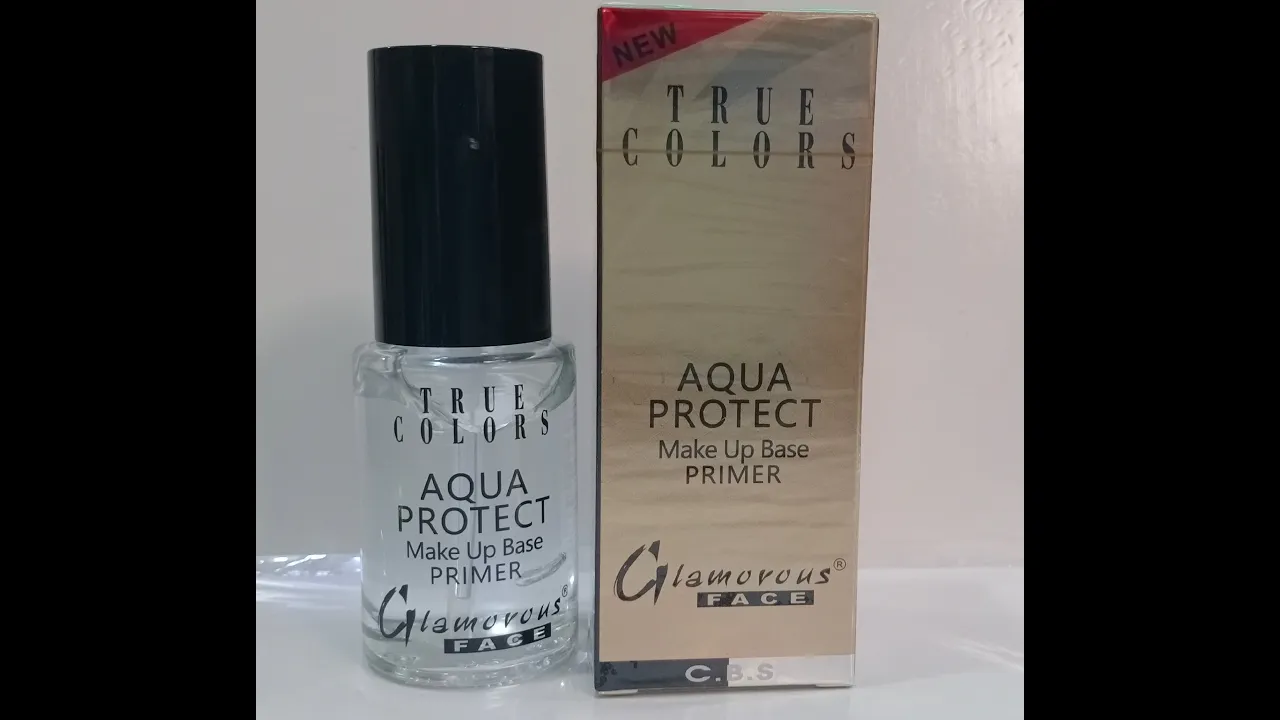 TRUE
COLORS
AQUA
PROTECT
Make Up Base
PRIMER
Glamorous®
FACE
NEW
TRUE
COLORS
AQUA
PROTECT
Make Up Base
PRIMER
Glamorous®
FACE
C.B.S